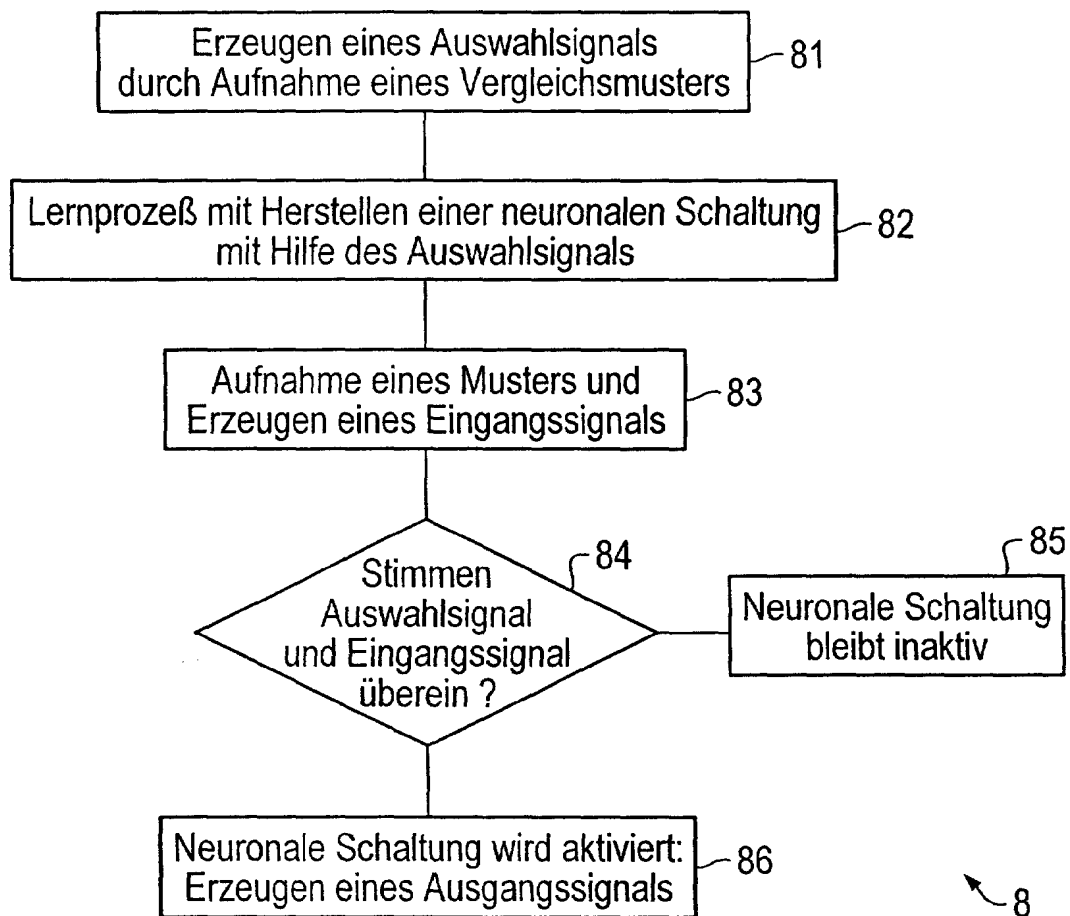 Erzeugen eines Auswahlsignals
durch Aufnahme eines Vergleichsmusters
81
Lernprozeß mit Herstellen einer neuronalen Schaltung
mit Hilfe des Auswahlsignals
82
Aufnahme eines Musters und
Erzeugen eines Eingangssignals
83
Stimmen
Auswahlsignal
und Eingangssignal
überein ?
84
Neuronale Schaltung
bleibt inaktiv
85
Neuronale Schaltung wird aktiviert:
Erzeugen eines Ausgangssignals
86
8